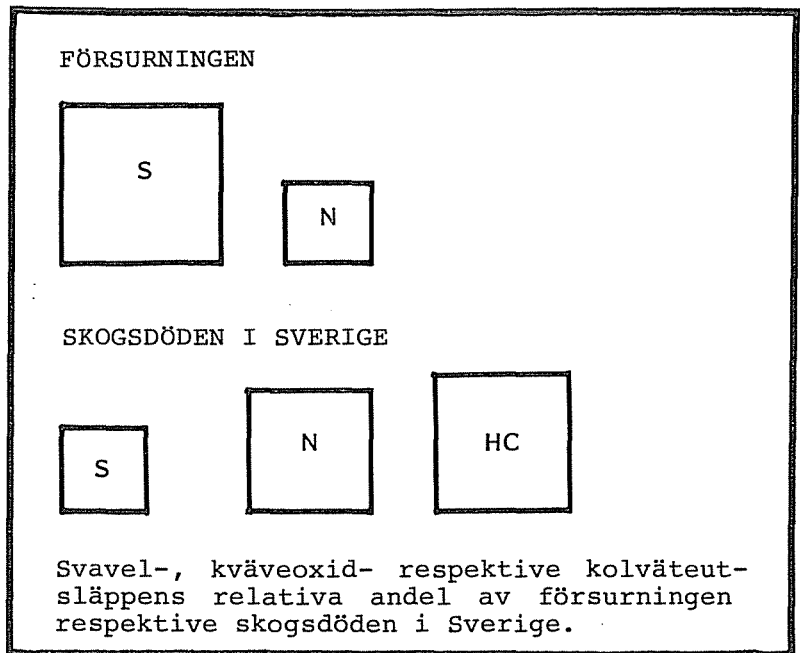 FÖRSURNINGEN
S
N
SKOGSDÖDEN I SVERIGE
S
N
HC
Svavel-, kväveoxid- respektive kolväteut-
släppens relativa andel av försurningen
respektive skogsdöden i Sverige.